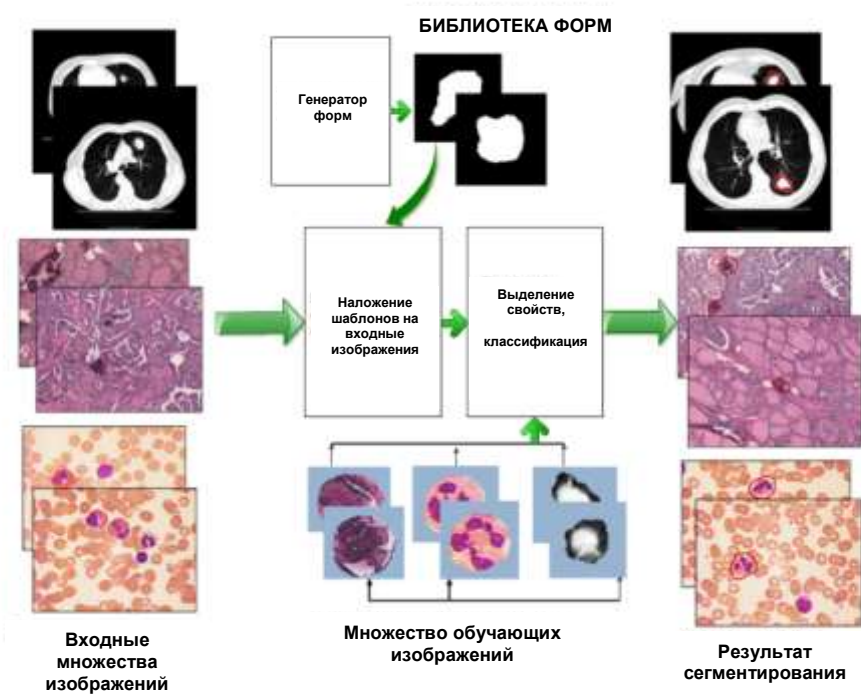 БИБЛИОТЕКА ФОРМ
Генератор
форм
Наложение
шаблонов на
входные
изображения
Выделение
свойств,
классификация
Входные
множества
изображений
Множество обучающих
изображений
Результат
сегментирования